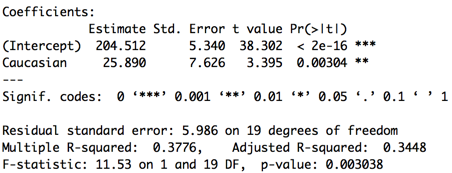 Coefficients:
            Estimate Std. Error t value Pr(>|t|)
(Intercept)  204.512      5.340  38.302  < 2e-16 ***
Caucasian     25.890      7.626   3.395  0.00304 **
---
Signif. codes:  0 ‘***’ 0.001 ‘**’ 0.01 ‘*’ 0.05 ‘.’ 0.1 ‘ ’ 1
Residual standard error: 5.986 on 19 degrees of freedom
Multiple R-squared:  0.3776,    Adjusted R-squared:  0.3448
F-statistic: 11.53 on 1 and 19 DF,  p-value: 0.003038